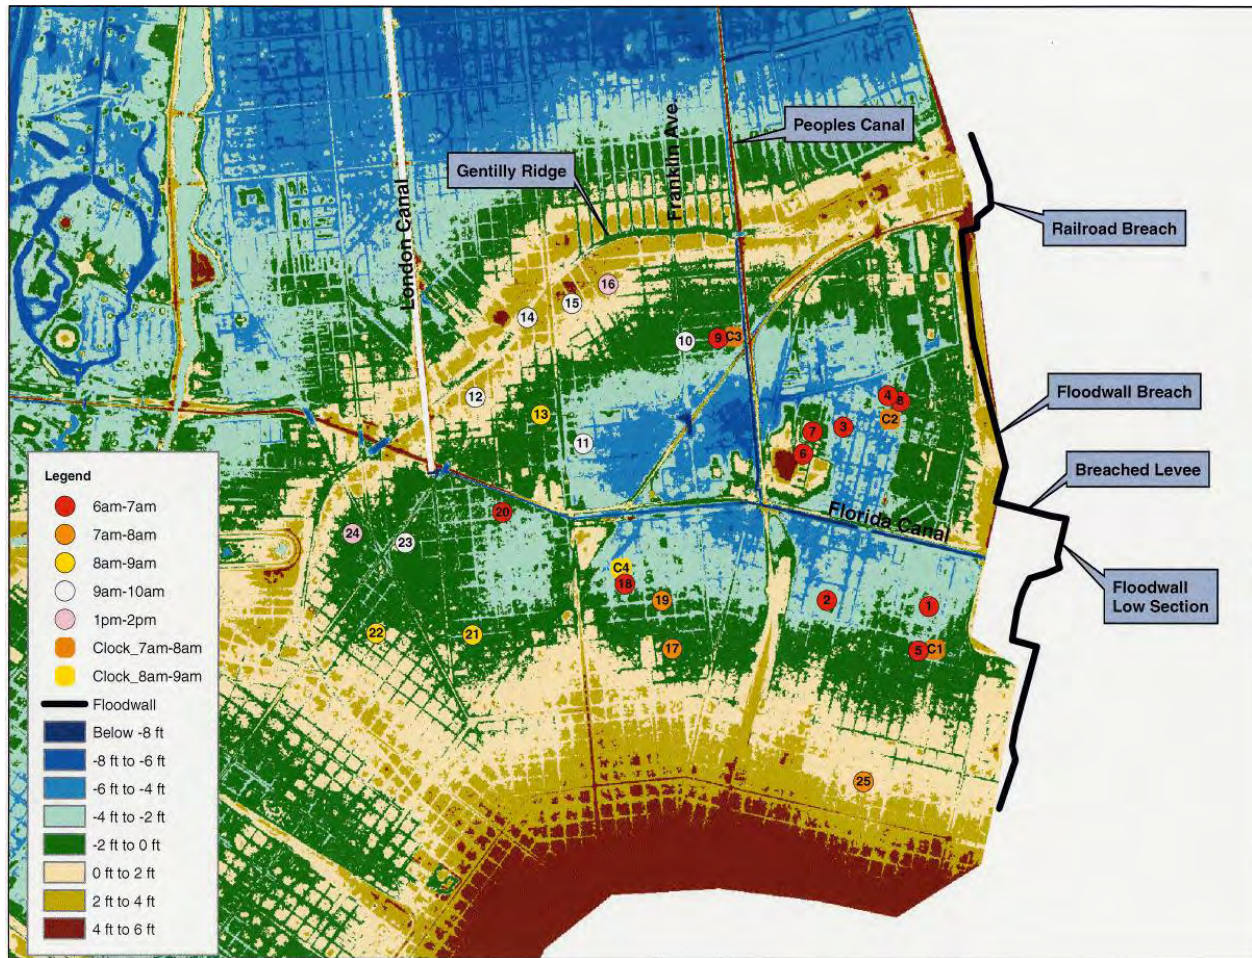 Peoples Canal
Gentilly Ridge
Franklin Ave.
London Canal
Railroad Breach
16
15
14
10
9
C3
12
13
4
8
C2
Floodwall Breach
7
3
11
6
Breached Levee
20
Florida Canal
24
23
C4
18
19
2
1
Floodwall
Low Section
22
21
17
5
C1
25
Legend
6am-7am
7am-8am
8am-9am
9am-10am
1pm-2pm
Clock_7am-8am
Clock_8am-9am
Floodwall
Below -8 ft
-8 ft to -6 ft
-6 ft to -4 ft
-4 ft to -2 ft
-2 ft to 0 ft
0 ft to 2 ft
2 ft to 4 ft
4 ft to 6 ft